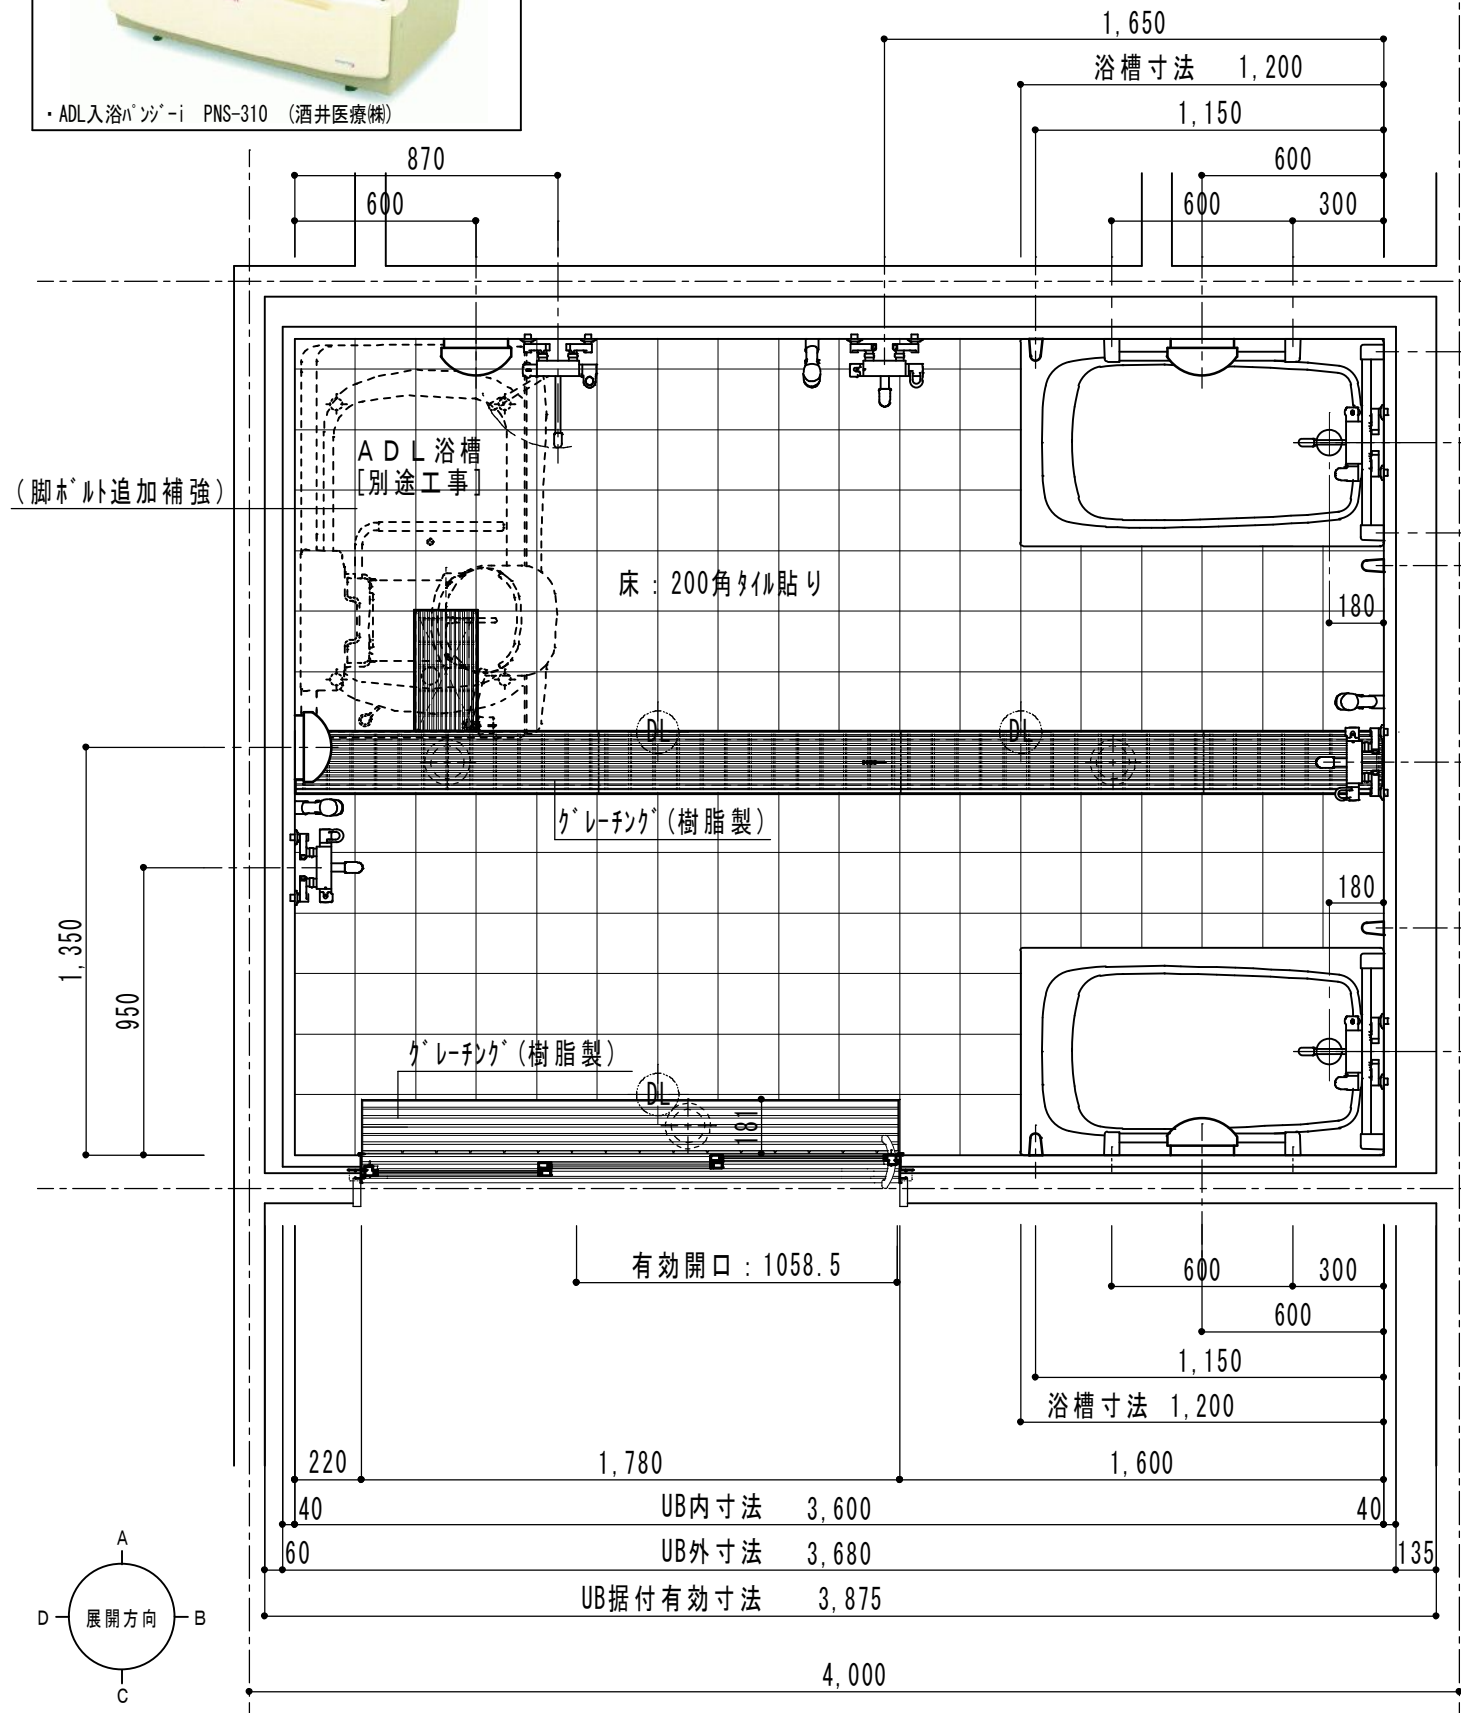 ・ADL入浴ﾊﾟﾝｼﾞｰi PNS-310 (酒井医療㈱)
1,650
浴槽寸法 1,200
1,150
870
600
600
600
300
ADL浴槽
[別途工事]
(脚ﾎﾞﾙﾄ追加補強)
床：200角ﾀｲﾙ貼り
180
DL
DL
ｸﾞﾚｰﾁﾝｸﾞ(樹脂製)
180
1,350
950
ｸﾞﾚｰﾁﾝｸﾞ(樹脂製)
DL
181
有効開口：1058.5
600
300
600
1,150
浴槽寸法 1,200
220
1,780
1,600
40
UB内寸法 3,600
40
60
UB外寸法 3,680
135
UB据付有効寸法 3,875
A
D
展開方向
B
C
4,000